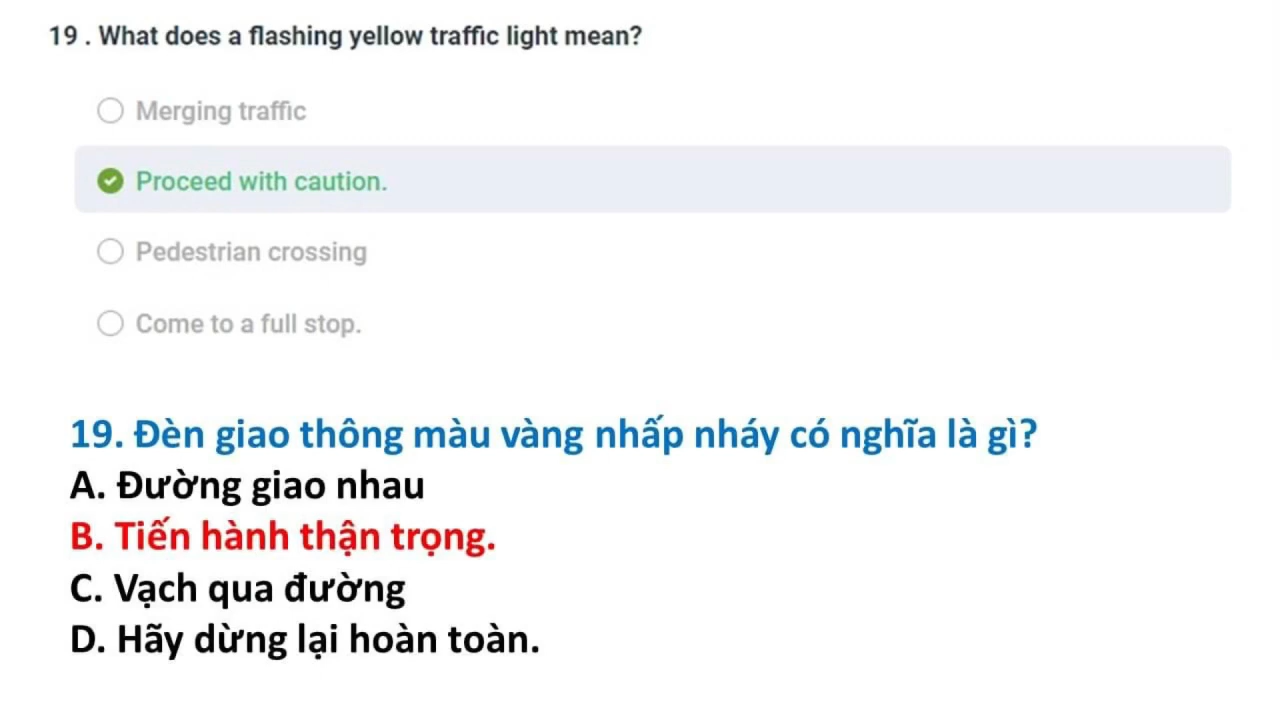 19 . What does a flashing yellow traffic light mean?
Merging traffic
Proceed with caution.
Pedestrian crossing
Come to a full stop.
19. Đèn giao thông màu vàng nhấp nháy có nghĩa là gì?
A. Đường giao nhau
B. Tiến hành thận trọng.
C. Vạch qua đường
D. Hãy dừng lại hoàn toàn.